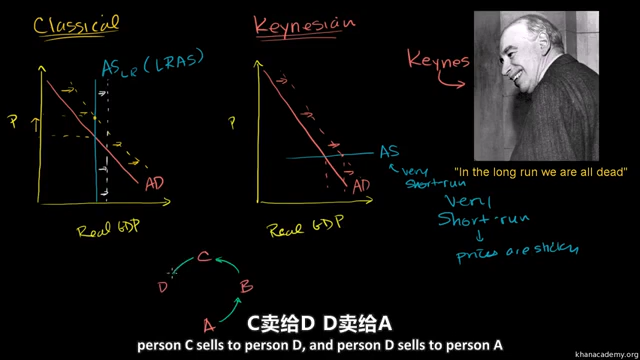 Classical
Keynesian
AS LR (LRAS)
Keynes
P
P
AS
very
short-run
AD
AD
"In the long run we are all dead"
Very
Short-run
prices are sticky
Real GDP
Real GDP
C
D
B
A
C卖给D D卖给A
person C sells to person D, and person D sells to person A
khanacademy.org